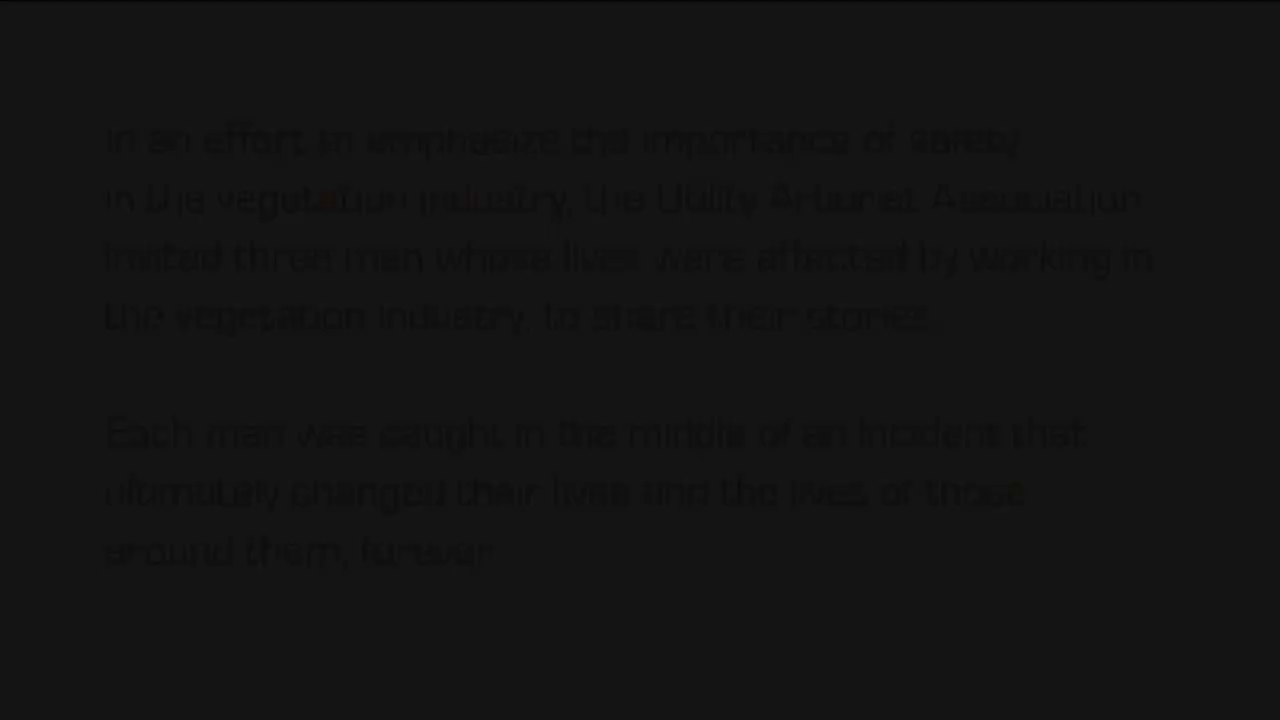 In an effort to emphasize the importance of safety
in the vegetation industry, the Utility Arborist Association
invited three men whose lives were affected by working in
the vegetation industry, to share their stories.
Each man was caught in the middle of an incident that
ultimately changed their lives and the lives of those
around them, forever.